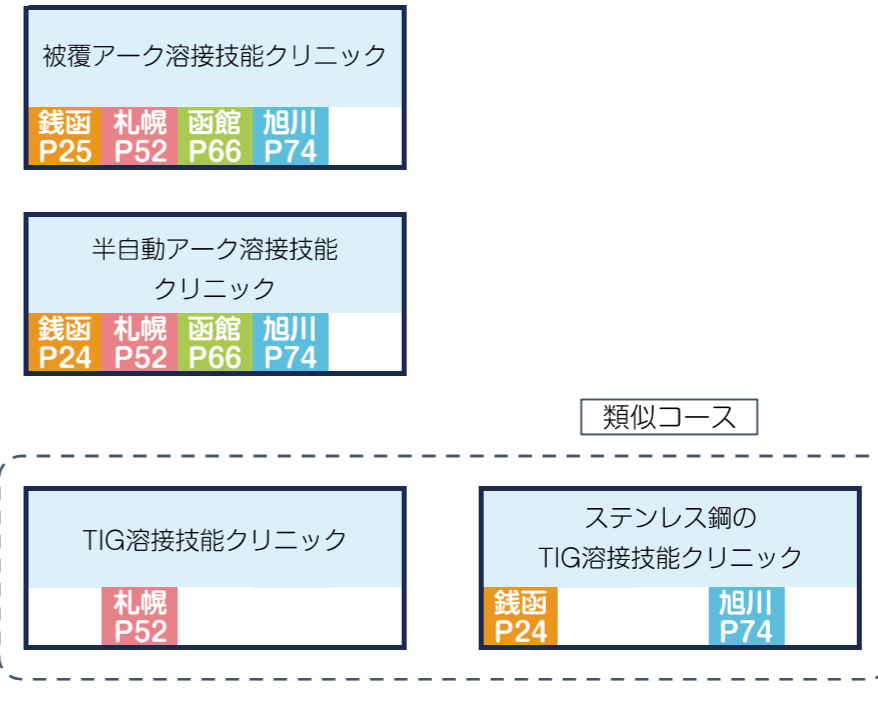 被覆アーク溶接技能クリニック
銭函 札幌 函館 旭川
P25 P52 P66 P74
半自動アーク溶接技能
クリニック
銭函 札幌 函館 旭川
P24 P52 P66 P74
類似コース
TIG溶接技能クリニック
札幌
P52
ステンレス鋼の
TIG溶接技能クリニック
銭函 旭川
P24 P74